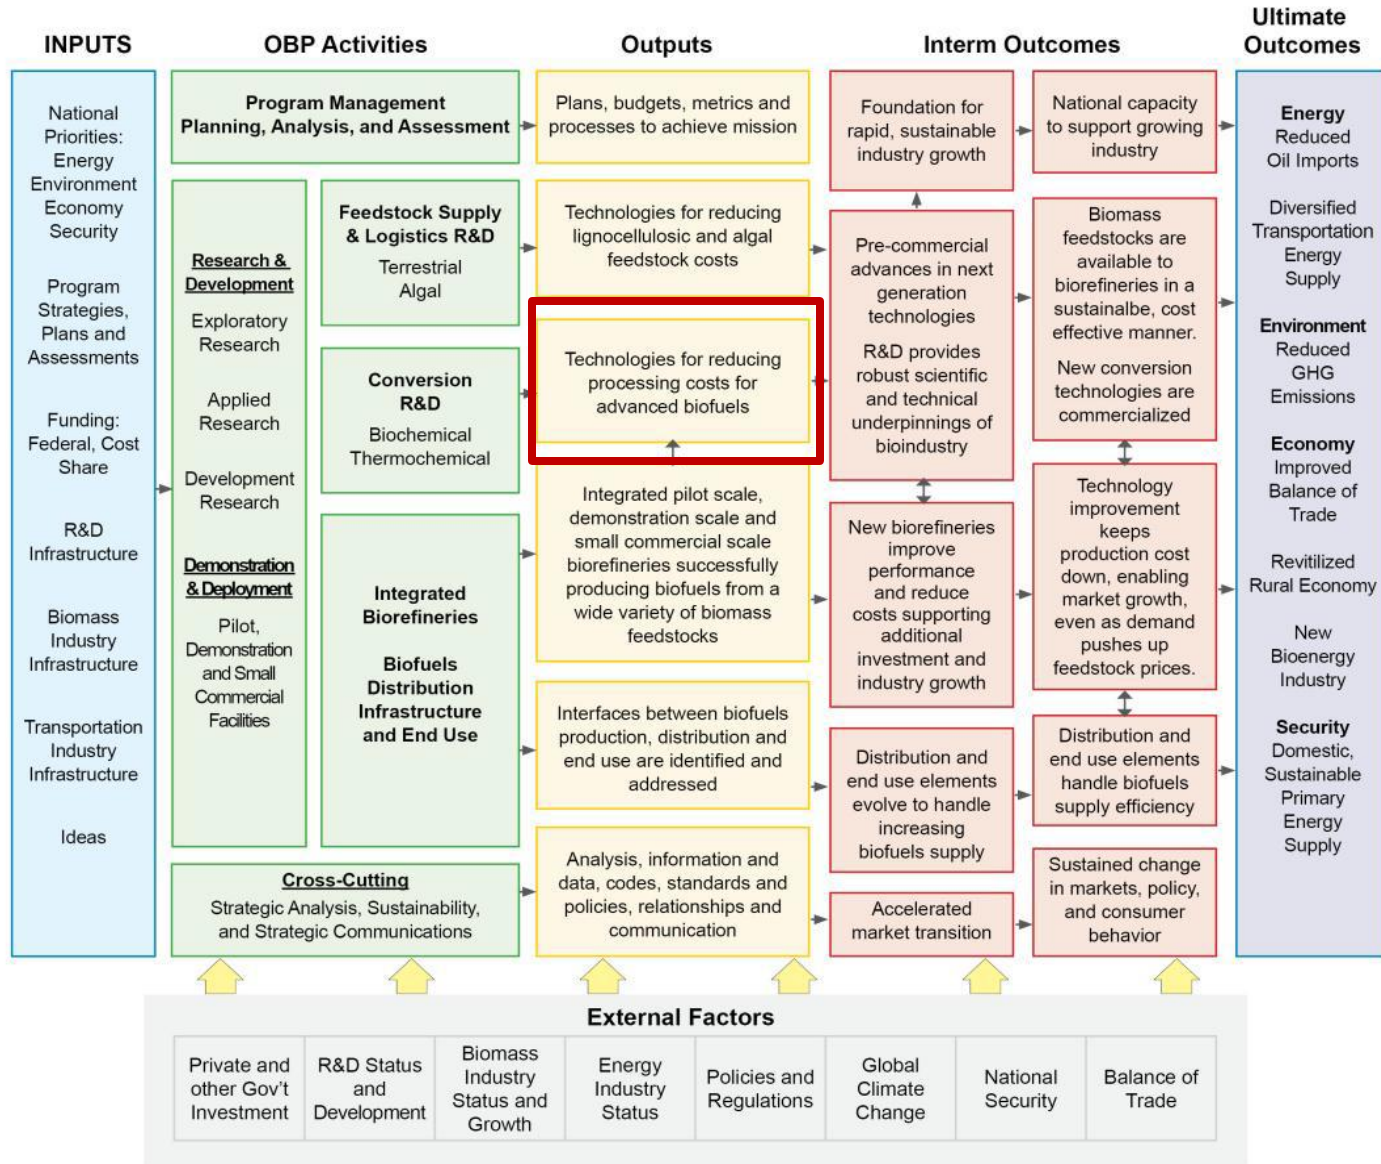 INPUTS
OBP Activities
Outputs
Interm Outcomes
Ultimate
Outcomes
National
Priorities:
Energy
Environment
Economy
Security
Program
Strategies,
Plans and
Assessments
Funding:
Federal, Cost
Share
R&D
Infrastructure
Biomass
Industry
Infrastructure
Transportation
Industry
Infrastructure
Ideas
Program Management
Planning, Analysis, and Assessment
Research &
Development
Exploratory
Research
Applied
Research
Development
Research
Demonstration
& Deployment
Pilot,
Demonstration
and Small
Commercial
Facilities
Feedstock Supply
& Logistics R&D
Terrestrial
Algal
Conversion
R&D
Biochemical
Thermochemical
Integrated
Biorefineries
Biofuels
Distribution
Infrastructure
and End Use
Cross-Cutting
Strategic Analysis, Sustainability,
and Strategic Communications
Plans, budgets, metrics and
processes to achieve mission
Technologies for reducing
lignocellulosic and algal
feedstock costs
Technologies for reducing
processing costs for
advanced biofuels
Integrated pilot scale,
demonstration scale and
small commercial scale
biorefineries successfully
producing biofuels from a
wide variety of biomass
feedstocks
Interfaces between biofuels
production, distribution and
end use are identified and
addressed
Analysis, information and
data, codes, standards and
policies, relationships and
communication
Foundation for
rapid, sustainable
industry growth
Pre-commercial
advances in next
generation
technologies
R&D provides
robust scientific
and technical
underpinnings of
bioindustry
New biorefineries
improve
performance
and reduce
costs supporting
additional
investment and
industry growth
Distribution and
end use elements
evolve to handle
increasing
biofuels supply
Accelerated
market transition
National capacity
to support growing
industry
Biomass
feedstocks are
available to
biorefineries in a
sustainalbe, cost
effective manner.
New conversion
technologies are
commercialized
Technology
improvement
keeps
production cost
down, enabling
market growth,
even as demand
pushes up
feedstock prices.
Distribution and
end use elements
handle biofuels
supply efficiency
Sustained change
in markets, policy,
and consumer
behavior
Energy
Reduced
Oil Imports
Diversified
Transportation
Energy
Supply
Environment
Reduced
GHG
Emissions
Economy
Improved
Balance of
Trade
Revitilized
Rural Economy
New
Bioenergy
Industry
Security
Domestic,
Sustainable
Primary
Energy
Supply
External Factors
Private and
other Gov't
Investment
R&D Status
and
Development
Biomass
Industry
Status and
Growth
Energy
Industry
Status
Policies and
Regulations
Global
Climate
Change
National
Security
Balance of
Trade